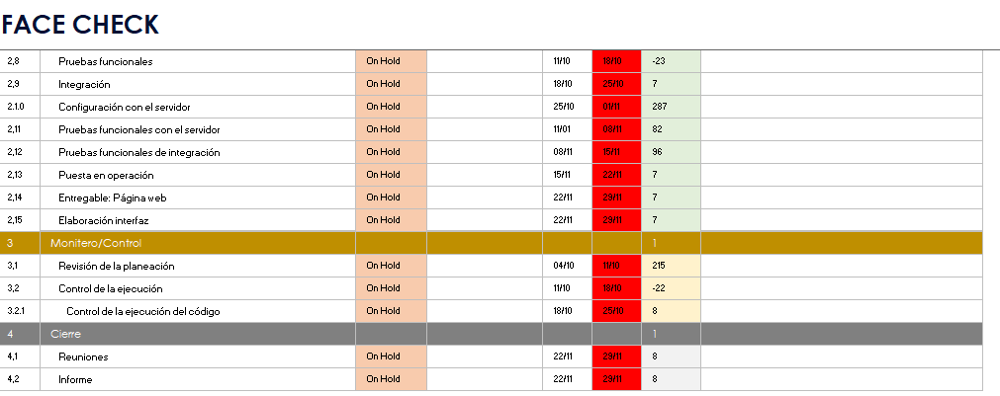 FACE CHECK
2,8 Pruebas funcionales On Hold 11/10 18/10 -23
2,9 Integración On Hold 18/10 25/10 7
2.1.0 Configuración con el servidor On Hold 25/10 01/11 287
2,11 Pruebas funcionales con el servidor On Hold 11/01 08/11 82
2,12 Pruebas funcionales de integración On Hold 08/11 15/11 96
2,13 Puesta en operación On Hold 15/11 22/11 7
2,14 Entregable: Página web On Hold 22/11 29/11 7
2,15 Elaboración interfaz On Hold 22/11 29/11 7
3 Monitero/Control 1
3,1 Revisión de la planeación On Hold 04/10 11/10 215
3,2 Control de la ejecución On Hold 11/10 18/10 -22
3.2.1 Control de la ejecución del código On Hold 18/10 25/10 8
4 Cierre 1
4,1 Reuniones On Hold 22/11 29/11 8
4,2 Informe On Hold 22/11 29/11 8